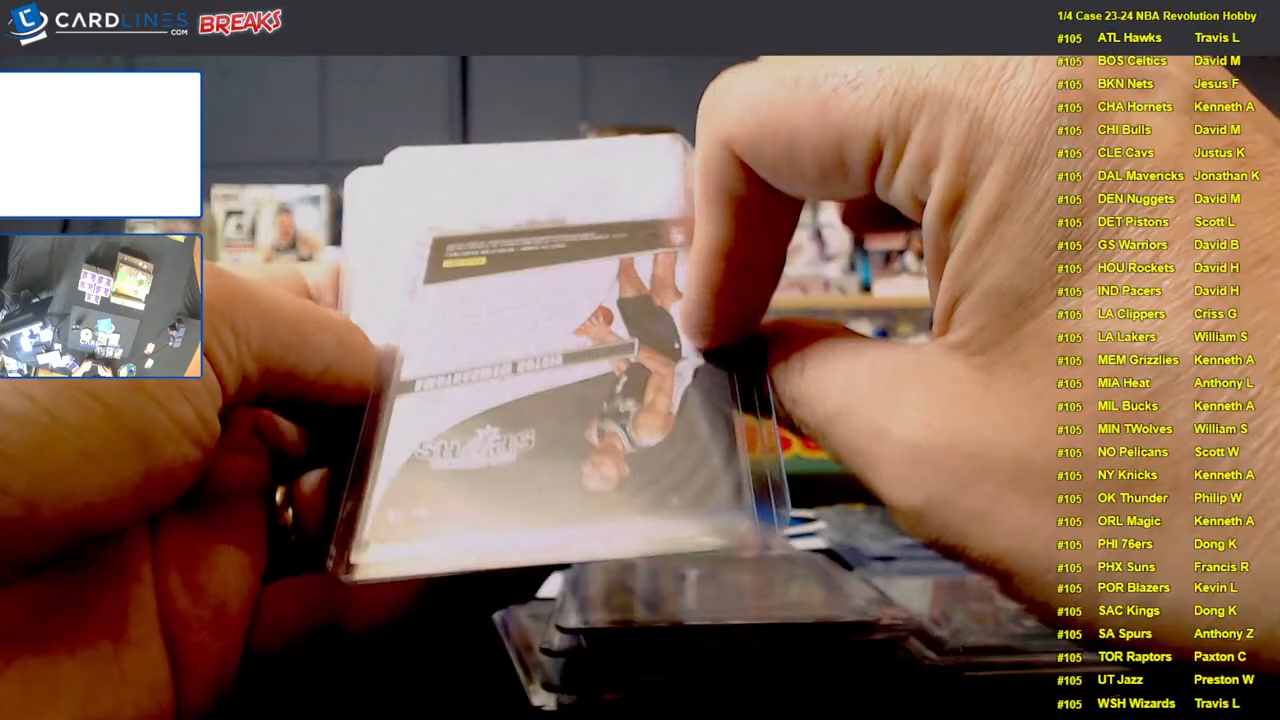 CARDLINES
.COM
BREAKS
1/4 Case 23-24 NBA Revolution Hobby
#105 ATL Hawks Travis L
#105 BOS Celtics David M
#105 BKN Nets Jesus F
#105 CHA Hornets Kenneth A
#105 CHI Bulls David M
#105 CLE Cavs Justus K
#105 DAL Mavericks Jonathan K
#105 DEN Nuggets David M
#105 DET Pistons Scott L
#105 GS Warriors David B
#105 HOU Rockets David H
#105 IND Pacers David H
#105 LA Clippers Criss G
#105 LA Lakers William S
#105 MEM Grizzlies Kenneth A
#105 MIA Heat Anthony L
#105 MIL Bucks Kenneth A
#105 MIN TWolves William S
#105 NO Pelicans Scott W
#105 NY Knicks Kenneth A
#105 OK Thunder Philip W
#105 ORL Magic Kenneth A
#105 PHI 76ers Dong K
#105 PHX Suns Francis R
#105 POR Blazers Kevin L
#105 SAC Kings Dong K
#105 SA Spurs Anthony Z
#105 TOR Raptors Paxton C
#105 UT Jazz Preston W
#105 WSH Wizards Travis L
VICTOR WEMBANYAMA
SPURS